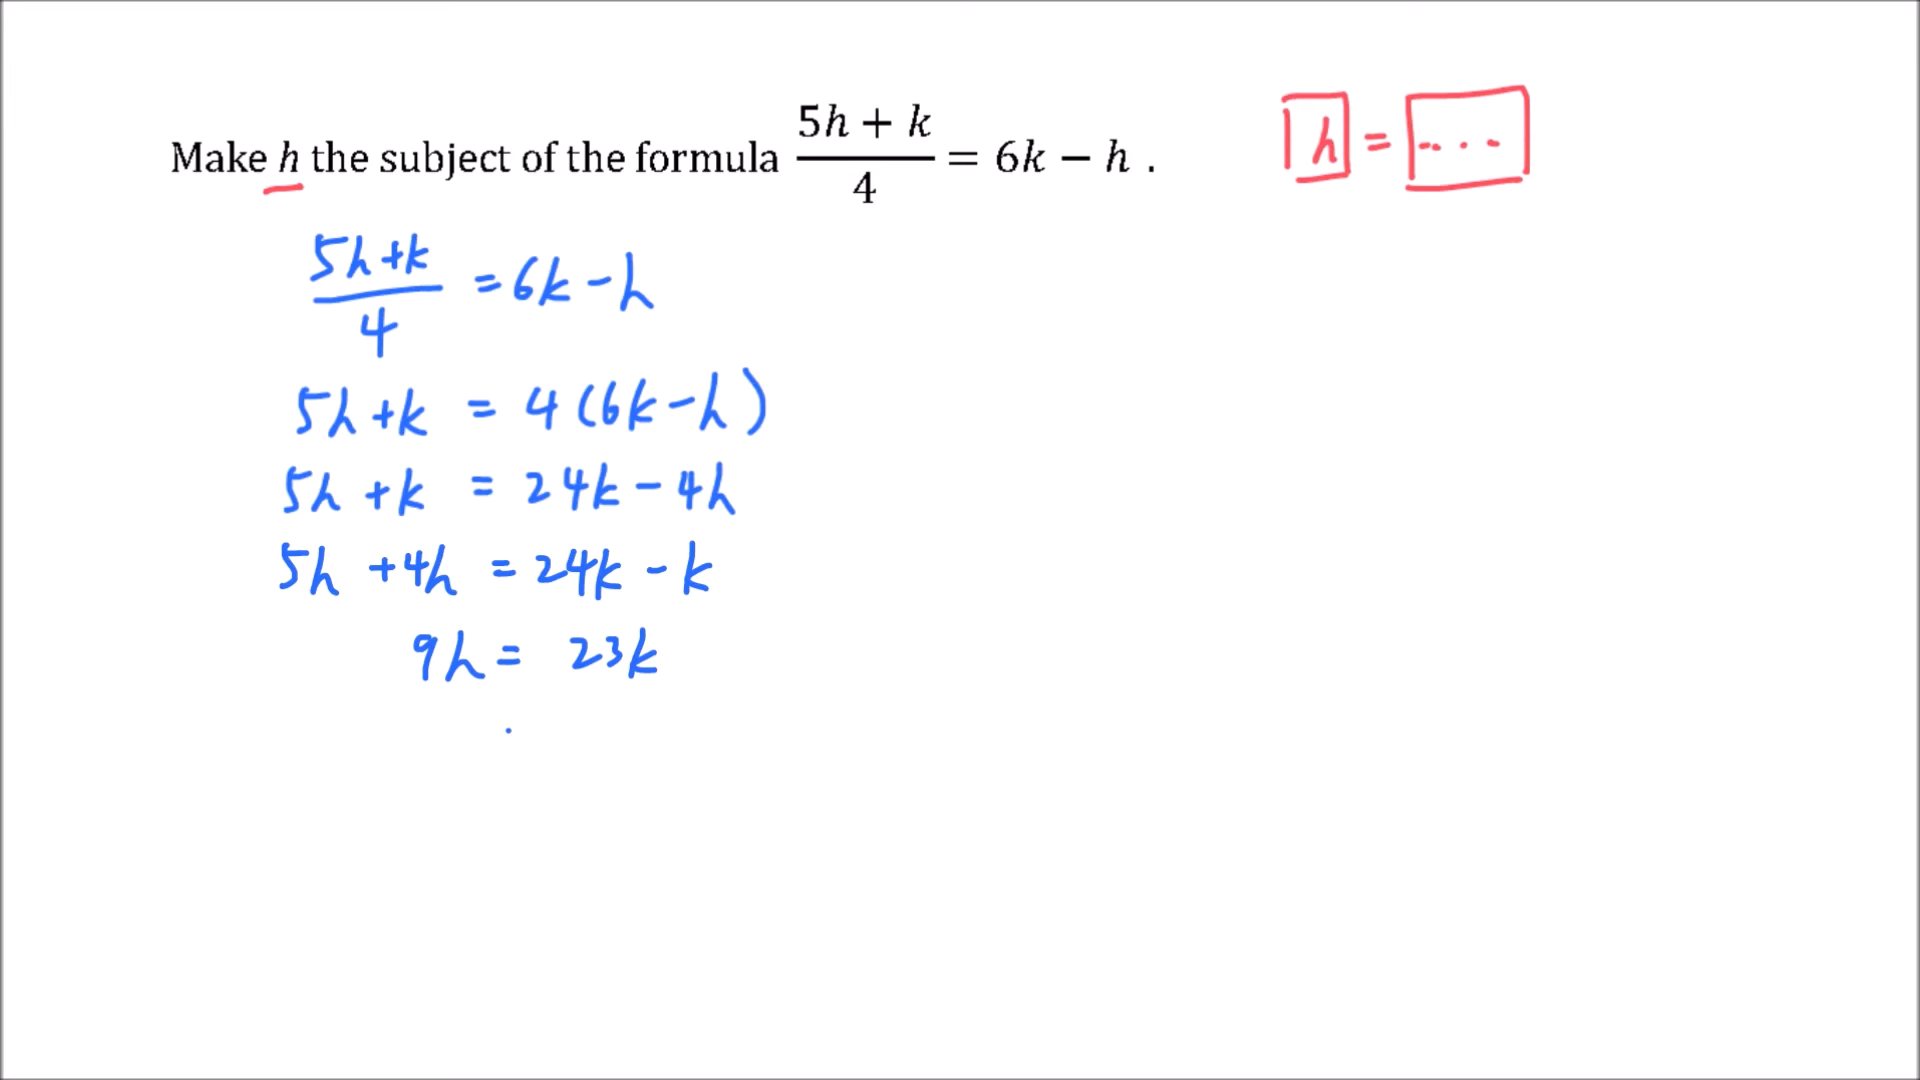 Make h the subject of the formula (5h + k)/4 = 6k − h .
h = ....
(5h+k)/4 = 6k - h
5h + k = 4(6k - h)
5h + k = 24k - 4h
5h + 4h = 24k - k
9h = 23k